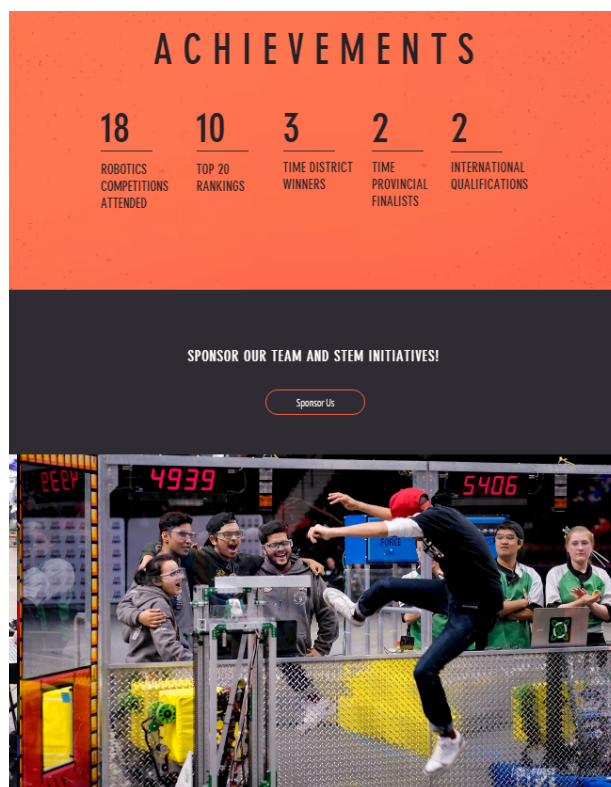 ACHIEVEMENTS
18
ROBOTICS
COMPETITIONS
ATTENDED
10
TOP 20
RANKINGS
3
TIME DISTRICT
WINNERS
2
TIME
PROVINCIAL
FINALISTS
2
INTERNATIONAL
QUALIFICATIONS
SPONSOR OUR TEAM AND STEM INITIATIVES!
Sponsor Us
4939
5406
FORCE